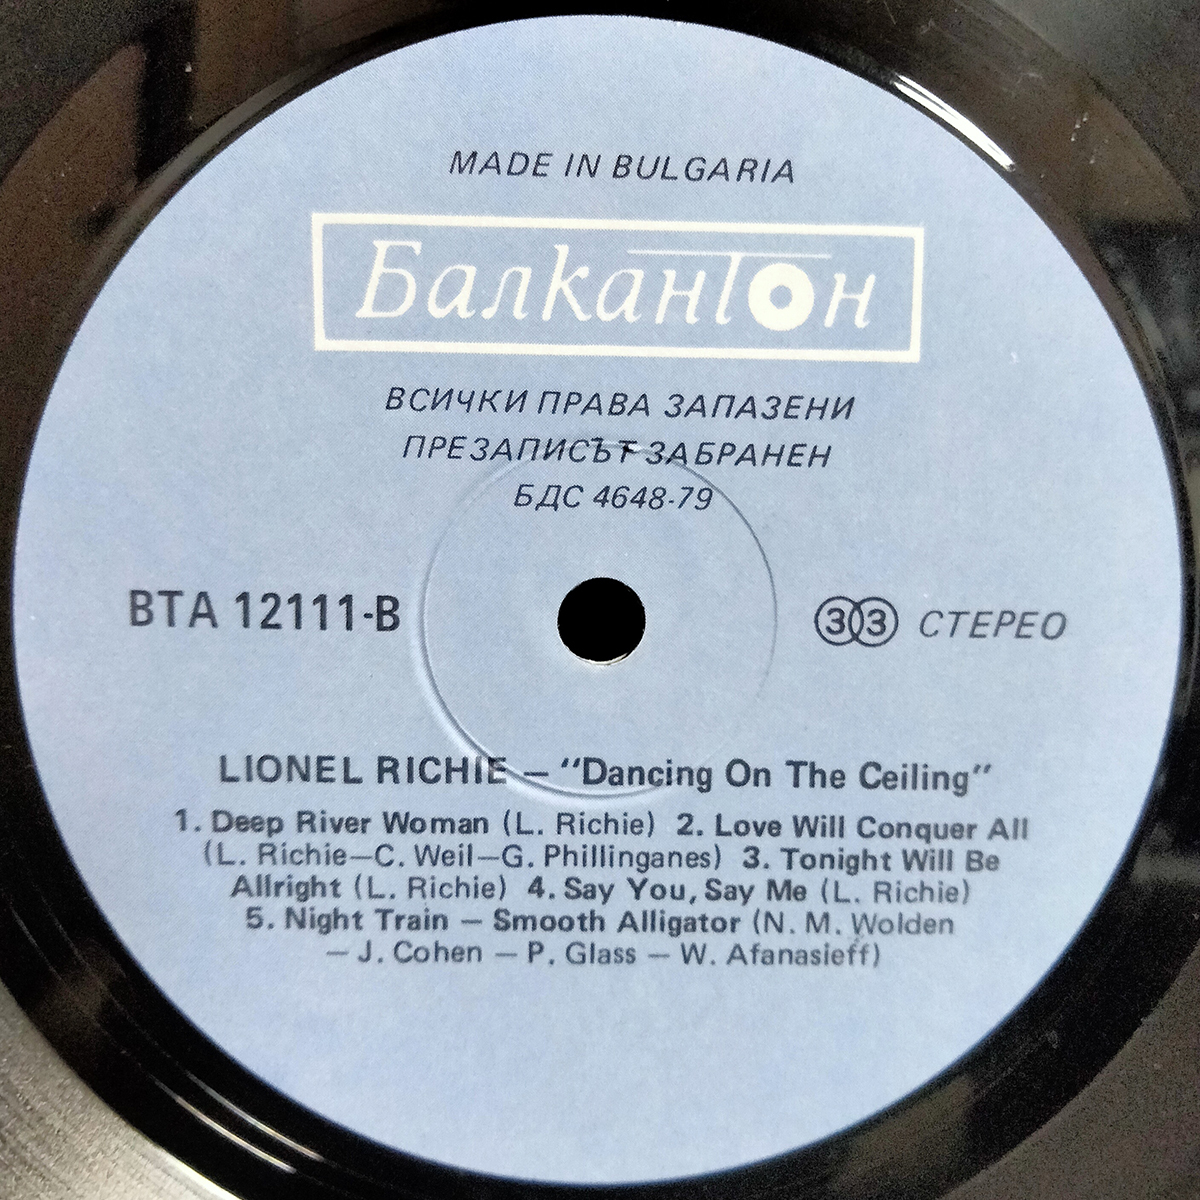 MADE IN BULGARIA
Балкантон
ВСИЧКИ ПРАВА ЗАПАЗЕНИ
ПРЕЗАПИСЪТ ЗАБРАНЕН
БДС 4648-79
ВТА 12111-В
33 СТЕРЕО
LIONEL RICHIE — "Dancing On The Ceiling"
1. Deep River Woman (L. Richie) 2. Love Will Conquer All
(L. Richie—C. Weil—G. Phillinganes) 3. Tonight Will Be
Allright (L. Richie) 4. Say You, Say Me (L. Richie)
5. Night Train — Smooth Alligator (N. M. Wolden
— J. Cohen — P. Glass — W. Afanasieff)